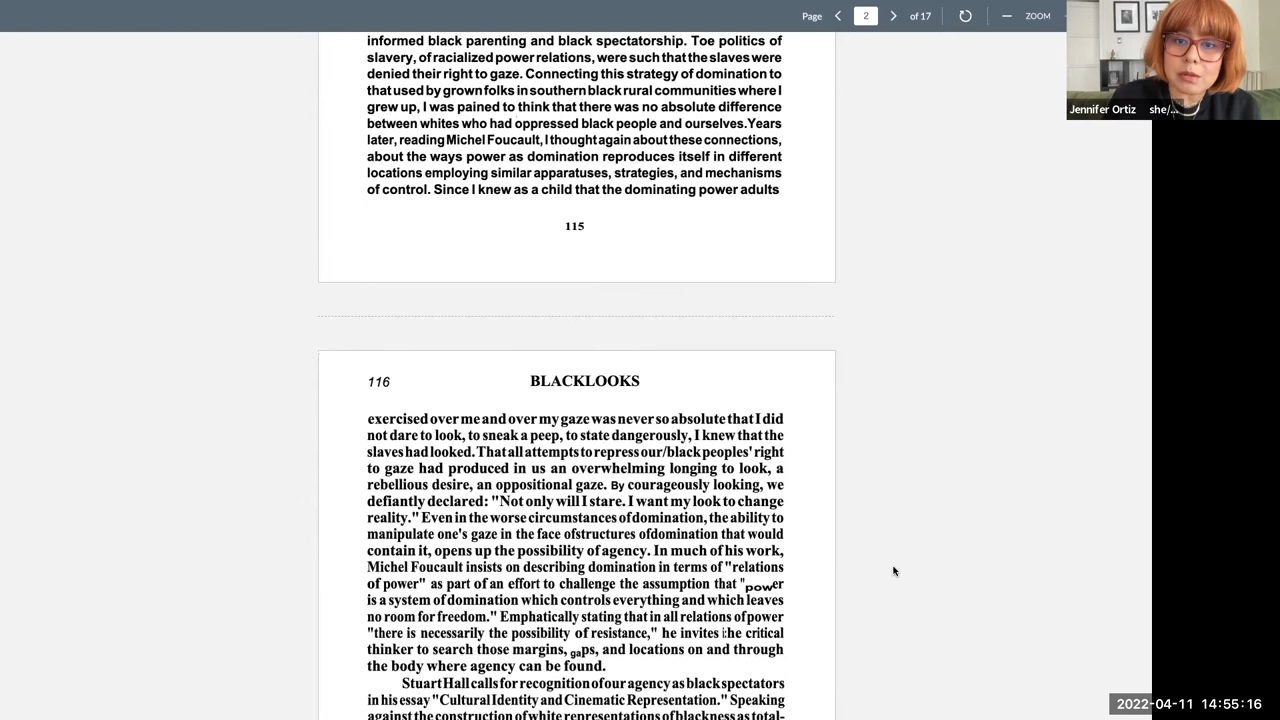 Page 2 of 17 ZOOM
informed black parenting and black spectatorship. Toe politics of
slavery, of racialized power relations, were such that the slaves were
denied their right to gaze. Connecting this strategy of domination to
that used by grown folks in southern black rural communities where I
grew up, I was pained to think that there was no absolute difference
between whites who had oppressed black people and ourselves.Years
later, reading Michel Foucault, I thought again about these connections,
about the ways power as domination reproduces itself in different
locations employing similar apparatuses, strategies, and mechanisms
of control. Since I knew as a child that the dominating power adults
115
Jennifer Ortiz she/...
116 BLACKLOOKS
exercised over me and over my gaze was never so absolute that I did
not dare to look, to sneak a peep, to state dangerously, I knew that the
slaves had looked. That all attempts to repress our/black peoples' right
to gaze had produced in us an overwhelming longing to look, a
rebellious desire, an oppositional gaze. By courageously looking, we
defiantly declared: "Not only will I stare. I want my look to change
reality." Even in the worse circumstances of domination, the ability to
manipulate one's gaze in the face ofstructures ofdomination that would
contain it, opens up the possibility of agency. In much of his work,
Michel Foucault insists on describing domination in terms of "relations
of power" as part of an effort to challenge the assumption that "power
is a system of domination which controls everything and which leaves
no room for freedom." Emphatically stating that in all relations of power
"there is necessarily the possibility of resistance," he invites the critical
thinker to search those margins, gaps, and locations on and through
the body where agency can be found.
Stuart Hall calls for recognition of our agency as black spectators
in his essay "Cultural Identity and Cinematic Representation." Speaking
against the construction of white representations of blackness as total-
2022-04-11 14:55:16